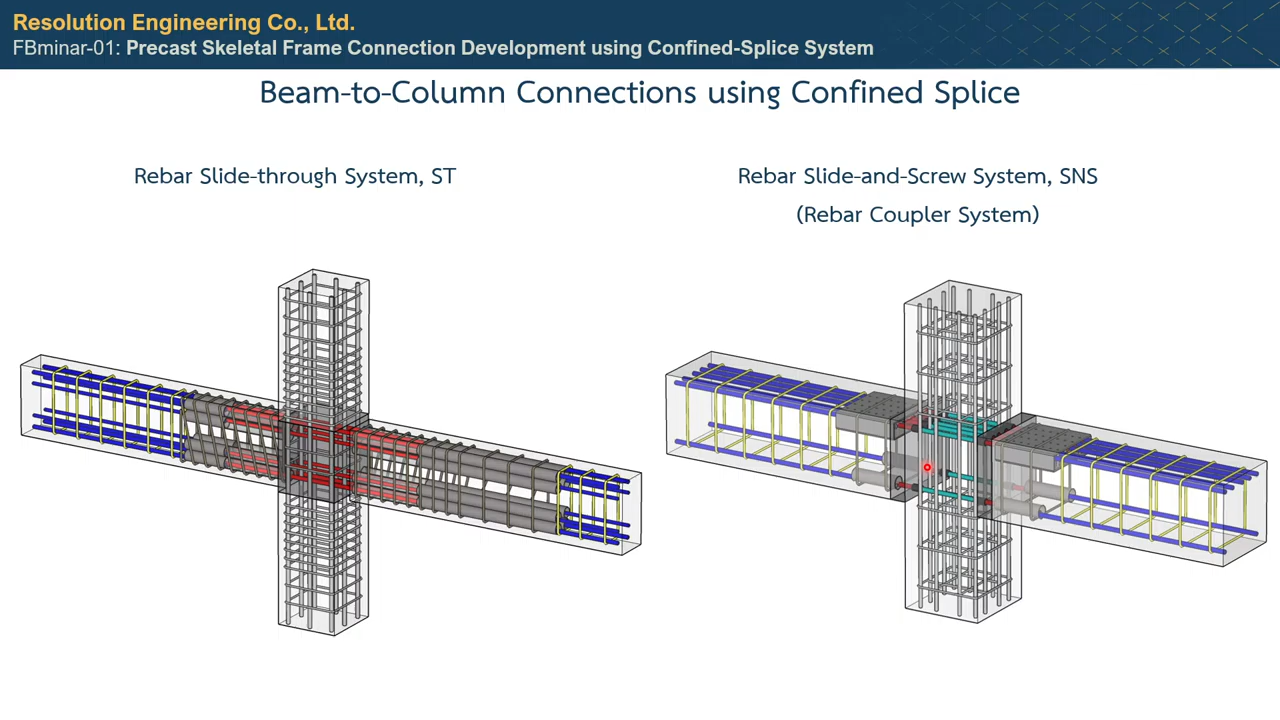 Resolution Engineering Co., Ltd.
FBminar-01: Precast Skeletal Frame Connection Development using Confined-Splice System
Beam-to-Column Connections using Confined Splice
Rebar Slide-through System, ST
Rebar Slide-and-Screw System, SNS
(Rebar Coupler System)